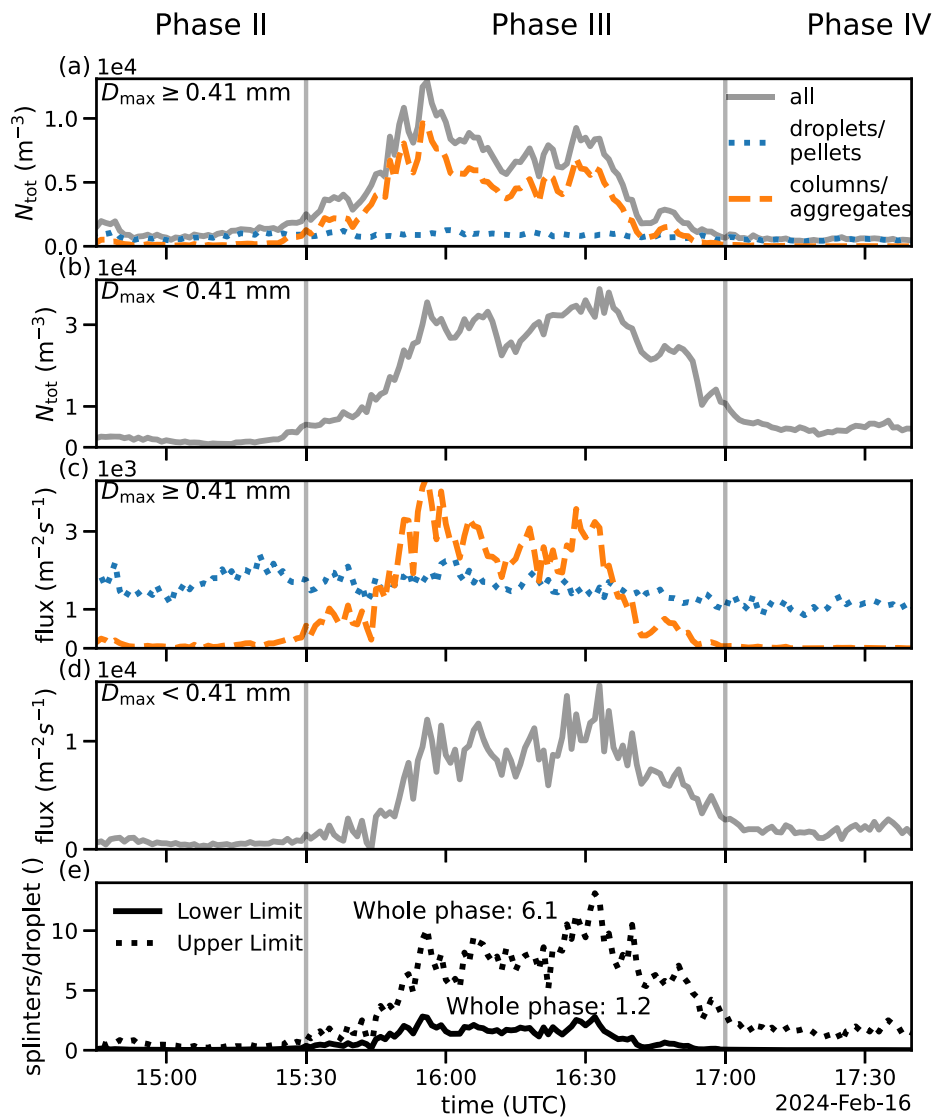 Phase II Phase III Phase IV
(a) 1e4
D_max ≥ 0.41 mm
all
droplets/
pellets
columns/
aggregates
1.0
0.5
0.0
N_tot (m⁻³)
(b) 1e4
D_max < 0.41 mm
3
1
0
N_tot (m⁻³)
(c) 1e3
D_max ≥ 0.41 mm
3
1
0
flux (m⁻²s⁻¹)
(d) 1e4
D_max < 0.41 mm
1
0
flux (m⁻²s⁻¹)
(e)
Lower Limit
Upper Limit
Whole phase: 6.1
Whole phase: 1.2
10
5
0
splinters/droplet ()
15:00 15:30 16:00 16:30 17:00 17:30
time (UTC)
2024-Feb-16